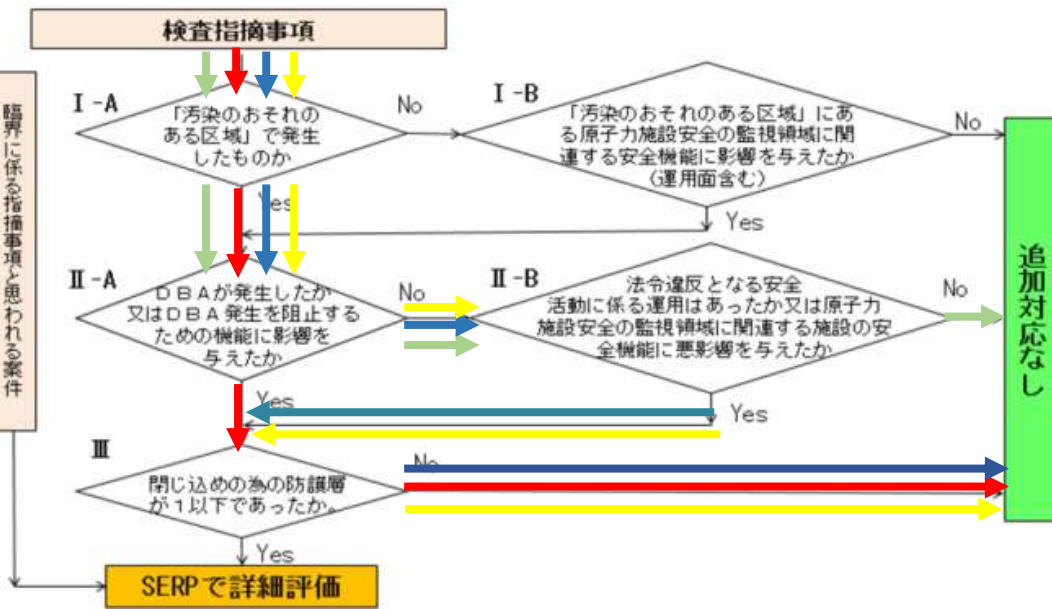 検査指摘事項
臨界に係る指摘事項と思われる案件
Ⅰ-A
「汚染のおそれの
ある区域」で発生
したものか
No
Yes
Ⅰ-B
「汚染のおそれのある区域」にあ
る原子力施設安全の監視領域に関
連する安全機能に影響を与えたか
(運用面含む)
No
Yes
Ⅱ-A
DBAが発生したか
又はDBA発生を阻止する
ための機能に影響を
与えたか
No
Yes
Ⅱ-B
法令違反となる安全
活動に係る運用はあったか又は原子力
施設安全の監視領域に関連する施設の安
全機能に悪影響を与えたか
No
Yes
追加対応なし
Ⅲ
閉じ込めの為の防護層
が1以下であったか。
No
Yes
SERPで詳細評価